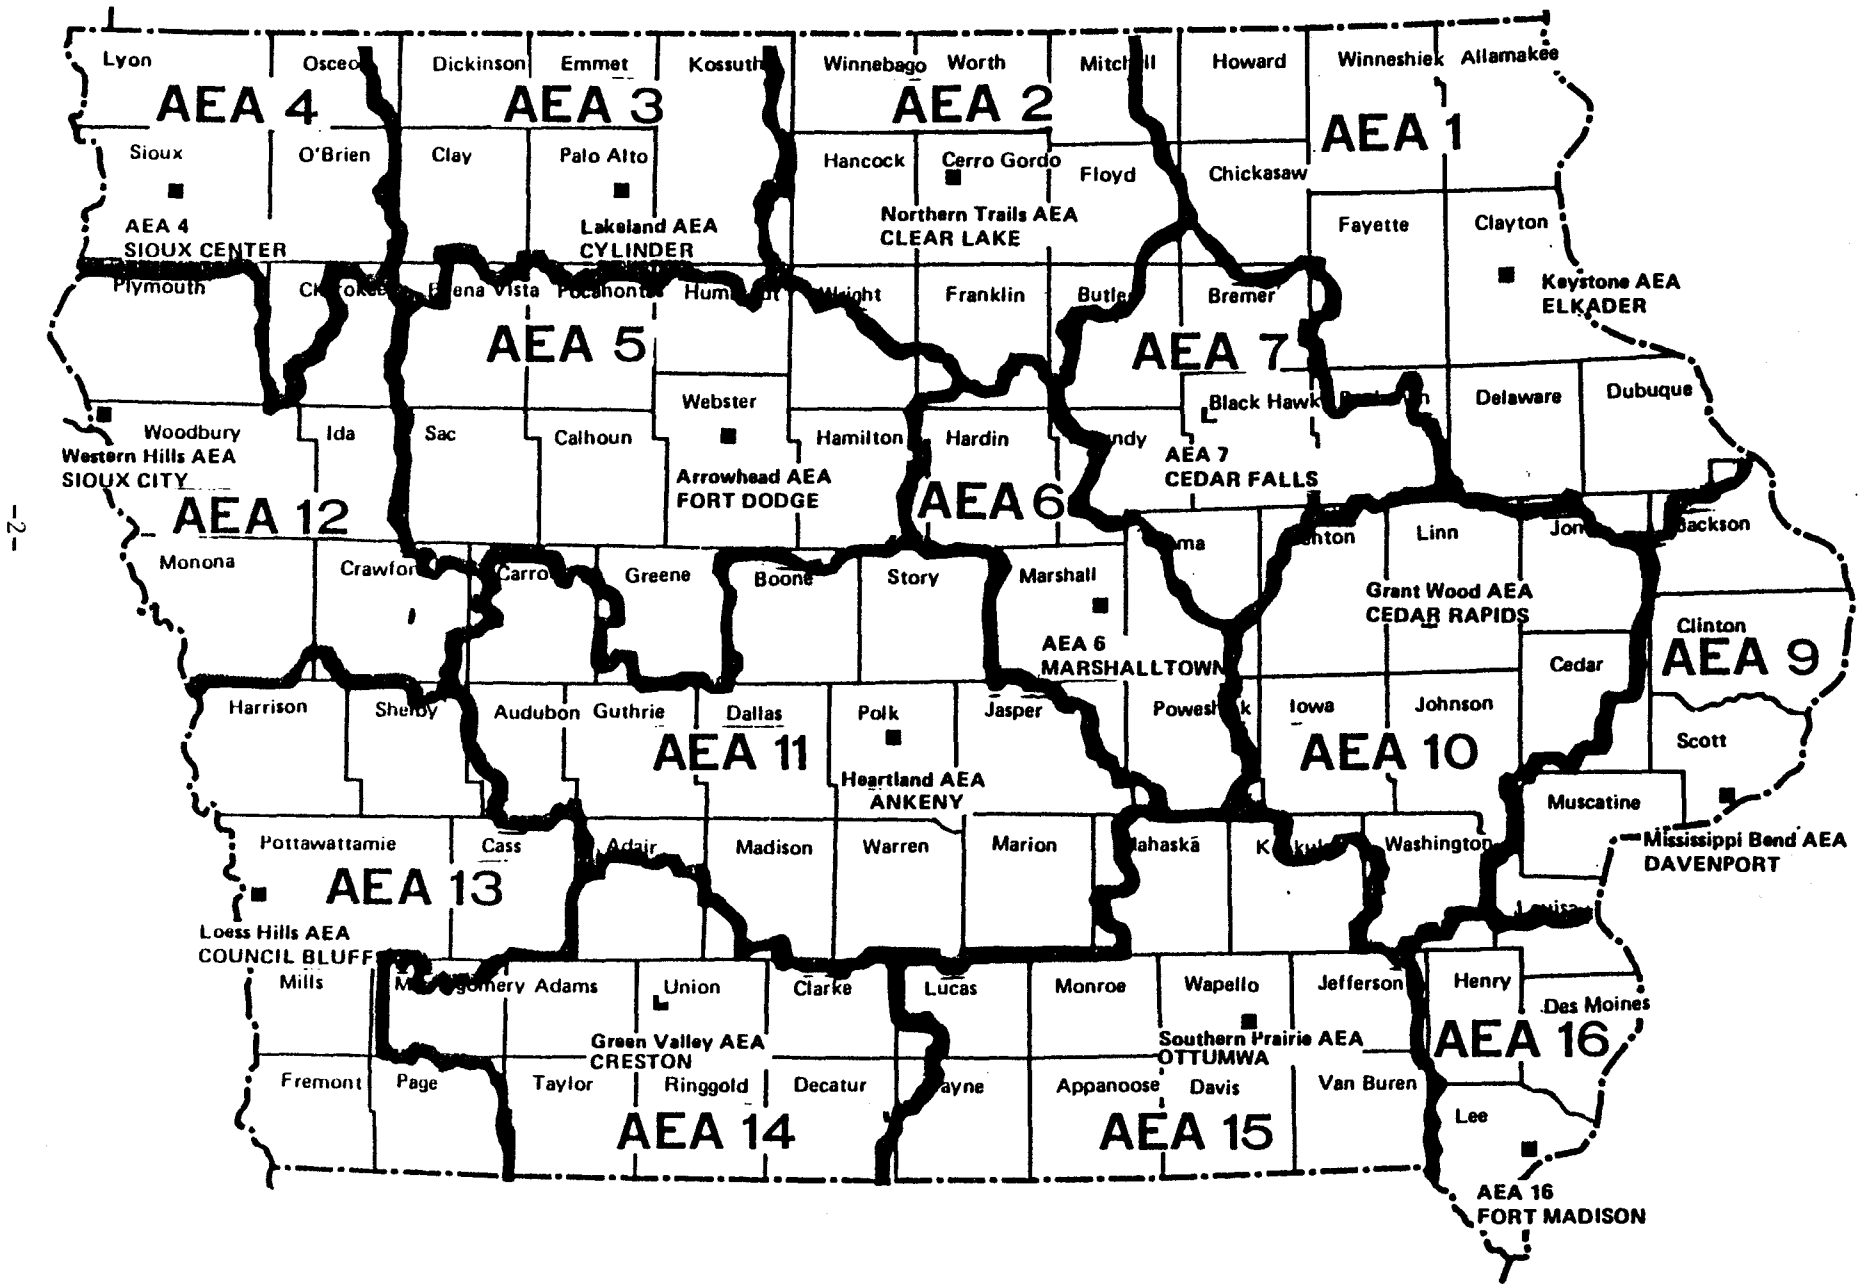 Lyon
Dickinson
Emmet
Kossuth
Winnebago
Worth
Howard
Winneshiek
Allamakee
AEA 4
AEA 3
AEA 2
AEA 1
Sioux
O'Brien
Clay
Palo Alto
Hancock
Cerro Gordo
Floyd
Chickasaw
AEA 4
SIOUX CENTER
Lakeland AEA
CYLINDER
Northern Trails AEA
CLEAR LAKE
Fayette
Clayton
Keystone AEA
ELKADER
Plymouth
Franklin
Bremer
AEA 5
AEA 7
Webster
Black Hawk
Delaware
Dubuque
Woodbury
Ida
Sac
Calhoun
Hamilton
Hardin
Western Hills AEA
SIOUX CITY
Arrowhead AEA
FORT DODGE
AEA 7
CEDAR FALLS
AEA 12
AEA 6
-2-
Linn
Jackson
Monona
Greene
Boone
Story
Marshall
Grant Wood AEA
CEDAR RAPIDS
AEA 6
MARSHALLTOWN
Clinton
AEA 9
Cedar
Harrison
Shelby
Audubon
Guthrie
Dallas
Polk
Jasper
Iowa
Johnson
Scott
AEA 11
AEA 10
Heartland AEA
ANKENY
Muscatine
Mississippi Bend AEA
DAVENPORT
Pottawattamie
Cass
Adair
Madison
Warren
Marion
Washington
AEA 13
Loess Hills AEA
COUNCIL BLUFF
Mills
Adams
Union
Clarke
Lucas
Monroe
Wapello
Jefferson
Henry
Des Moines
Green Valley AEA
CRESTON
Southern Prairie AEA
OTTUMWA
AEA 16
Fremont
Page
Taylor
Ringgold
Decatur
Appanoose
Davis
Van Buren
Lee
AEA 14
AEA 15
AEA 16
FORT MADISON